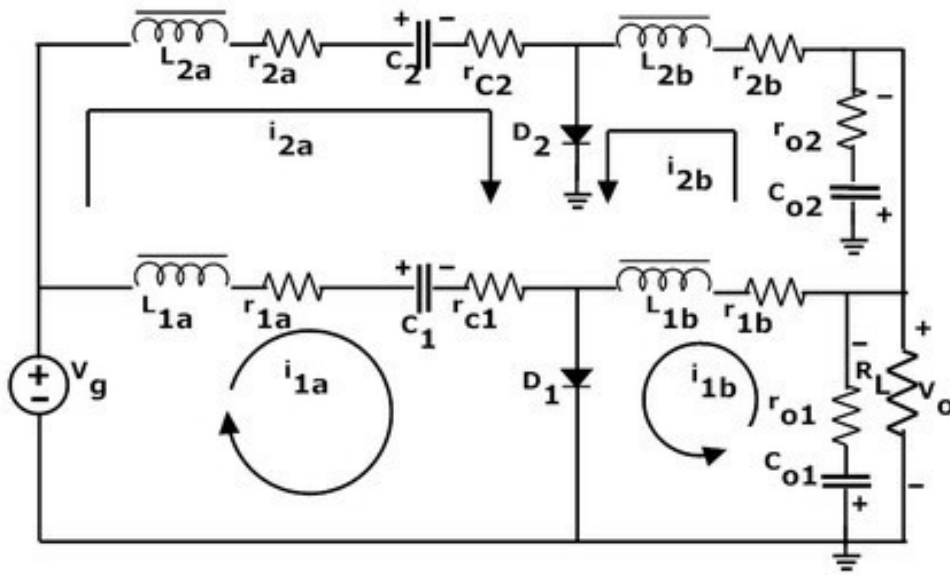 + -
L2a r2a C2 rC2 L2b r2b
-
i2a D2 i2b ro2
Co2
+
+ -
L1a r1a C1 rc1 L1b r1b
+
-
+ Vg i1a D1 i1b RL Vo
-
ro1
Co1
+ -